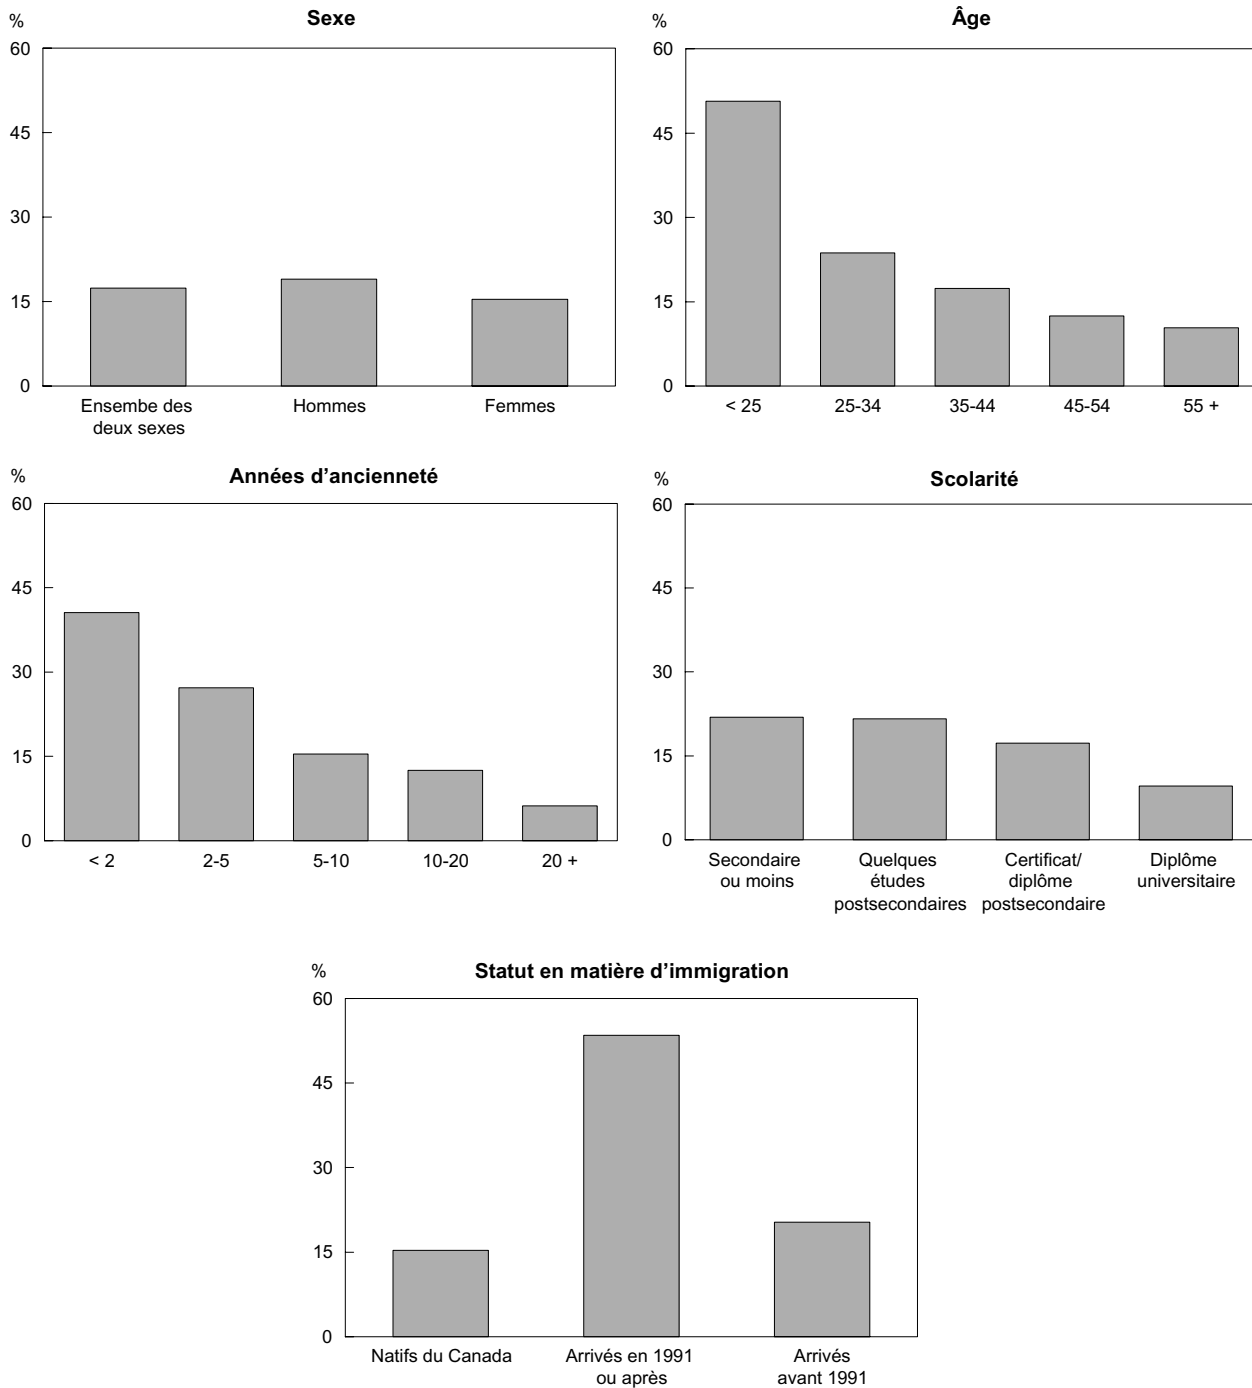 Sexe
%
60
45
30
15
0
Ensembe des
deux sexes
Hommes
Femmes
Âge
60
45
30
15
0
< 25
25-34
35-44
45-54
55 +
Années d’ancienneté
%
60
45
30
15
0
< 2
2-5
5-10
10-20
20 +
Scolarité
%
60
45
30
15
0
Secondaire
ou moins
Quelques
études
postsecondaires
Certificat/
diplôme
postsecondaire
Diplôme
universitaire
Statut en matière d’immigration
%
60
45
30
15
0
Natifs du Canada
Arrivés en 1991
ou après
Arrivés
avant 1991